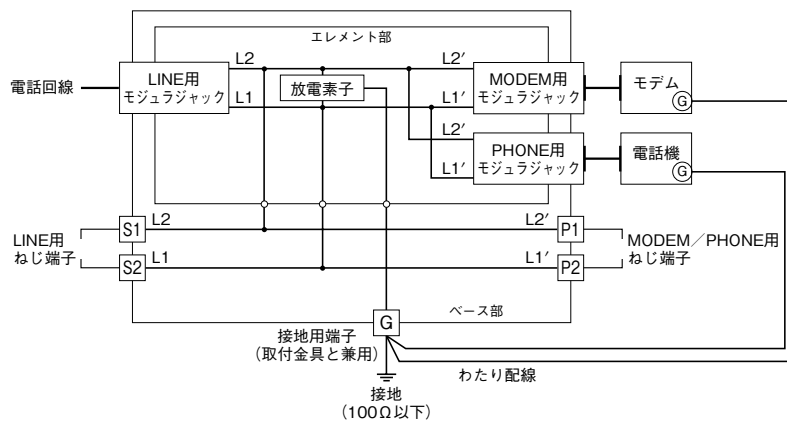 エレメント部
L2
L2′
電話回線
LINE用
モジュラジャック
放電素子
MODEM用
モジュラジャック
モデム
G
L1
L1′
L2′
PHONE用
モジュラジャック
電話機
G
L1′
LINE用
ねじ端子
S1
L2
L2′
P1
MODEM／PHONE用
ねじ端子
S2
L1
L1′
P2
ベース部
G
接地用端子
（取付金具と兼用）
わたり配線
接地
（100Ω以下）